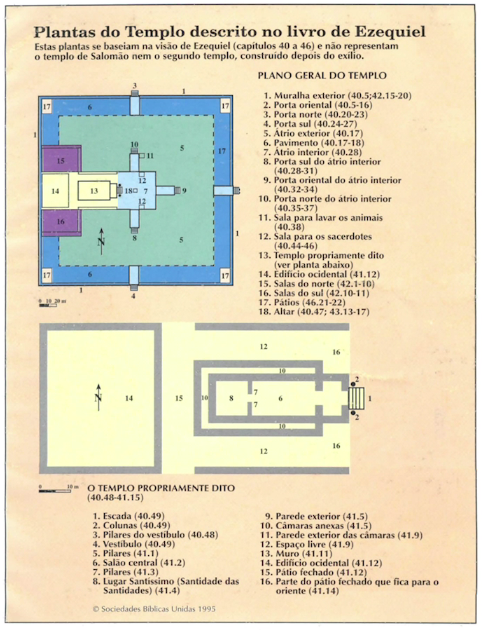 Plantas do Templo descrito no livro de Ezequiel
Estas plantas se baseiam na visão de Ezequiel (capítulos 40 a 46) e não representam
o templo de Salomão nem o segundo templo, construído depois do exílio.
PLANO GERAL DO TEMPLO
1. Muralha exterior (40.5;42.15-20)
2. Porta oriental (40.5-16)
3. Porta norte (40.20-23)
4. Porta sul (40.24-27)
5. Átrio exterior (40.17)
6. Pavimento (40.17-18)
7. Átrio interior (40.28)
8. Porta sul do átrio interior
(40.28-31)
9. Porta oriental do átrio interior
(40.32-34)
10. Porta norte do átrio interior
(40.35-37)
11. Sala para lavar os animais
(40.38)
12. Sala para os sacerdotes
(40.44-46)
13. Templo propriamente dito
(ver planta abaixo)
14. Edifício ocidental (41.12)
15. Salas do norte (42.1-10)
16. Salas do sul (42.10-11)
17. Pátios (46.21-22)
18. Altar (40.47; 43.13-17)
3
1
17
6
17
1
5
10
11
15
12
14
13
18
7
9
17
2
12
16
N
8
5
1
17
6
17
1
4
0 10 20 m
12
16
10
7
N
14
15
10
8
6
7
2
1
2
10
12
16
0 10 m
O TEMPLO PROPRIAMENTE DITO
(40.48-41.15)
1. Escada (40.49)
2. Colunas (40.49)
3. Pilares do vestíbulo (40.48)
4. Vestíbulo (40.49)
5. Pilares (41.1)
6. Salão central (41.2)
7. Pilares (41.3)
8. Lugar Santíssimo (Santidade das
Santidades) (41.4)
9. Parede exterior (41.5)
10. Câmaras anexas (41.5)
11. Parede exterior das câmaras (41.9)
12. Espaço livre (41.9)
13. Muro (41.11)
14. Edifício ocidental (41.12)
15. Pátio fechado (41.12)
16. Parte do pátio fechado que fica para o
oriente (41.14)
© Sociedades Bíblicas Unidas 1995